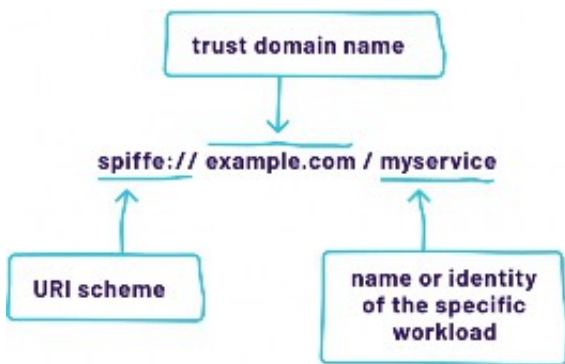 trust domain name
spiffe:// example.com / myservice
URI scheme
name or identity
of the specific
workload